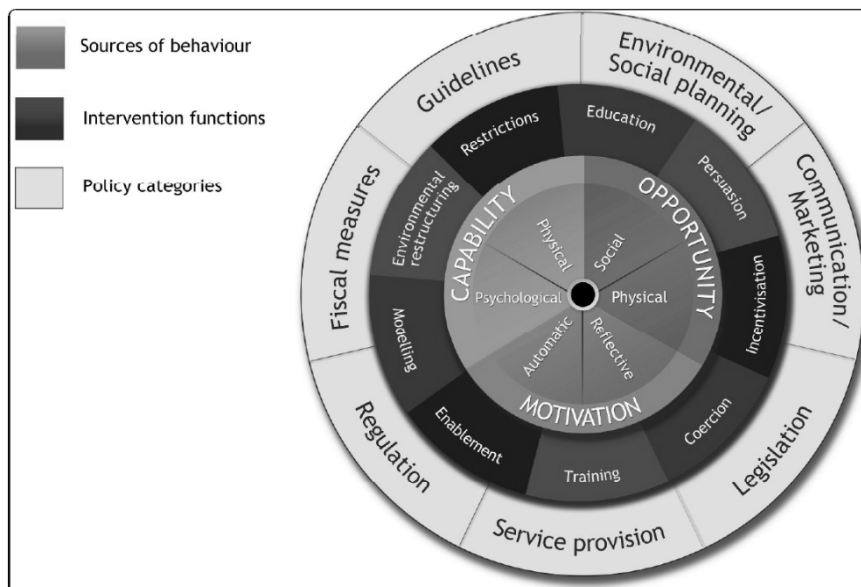 Sources of behaviour
Intervention functions
Policy categories
Guidelines
Environmental/
Social planning
Communication/
Marketing
Legislation
Service provision
Regulation
Fiscal measures
Restrictions
Education
Persuasion
Incentivisation
Coercion
Training
Enablement
Modelling
Environmental
restructuring
CAPABILITY
OPPORTUNITY
MOTIVATION
Physical
Social
Psychological
Physical
Automatic
Reflective